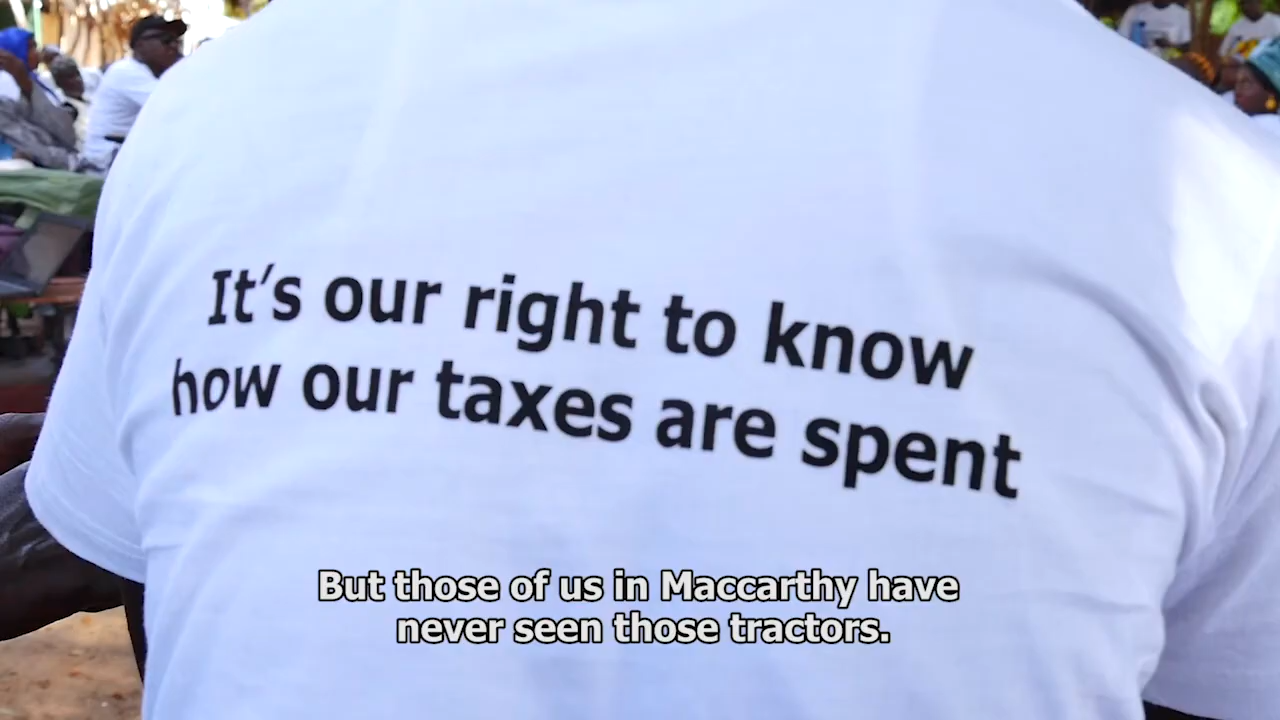 It's our right to know
how our taxes are spent
But those of us in Maccarthy have
never seen those tractors.